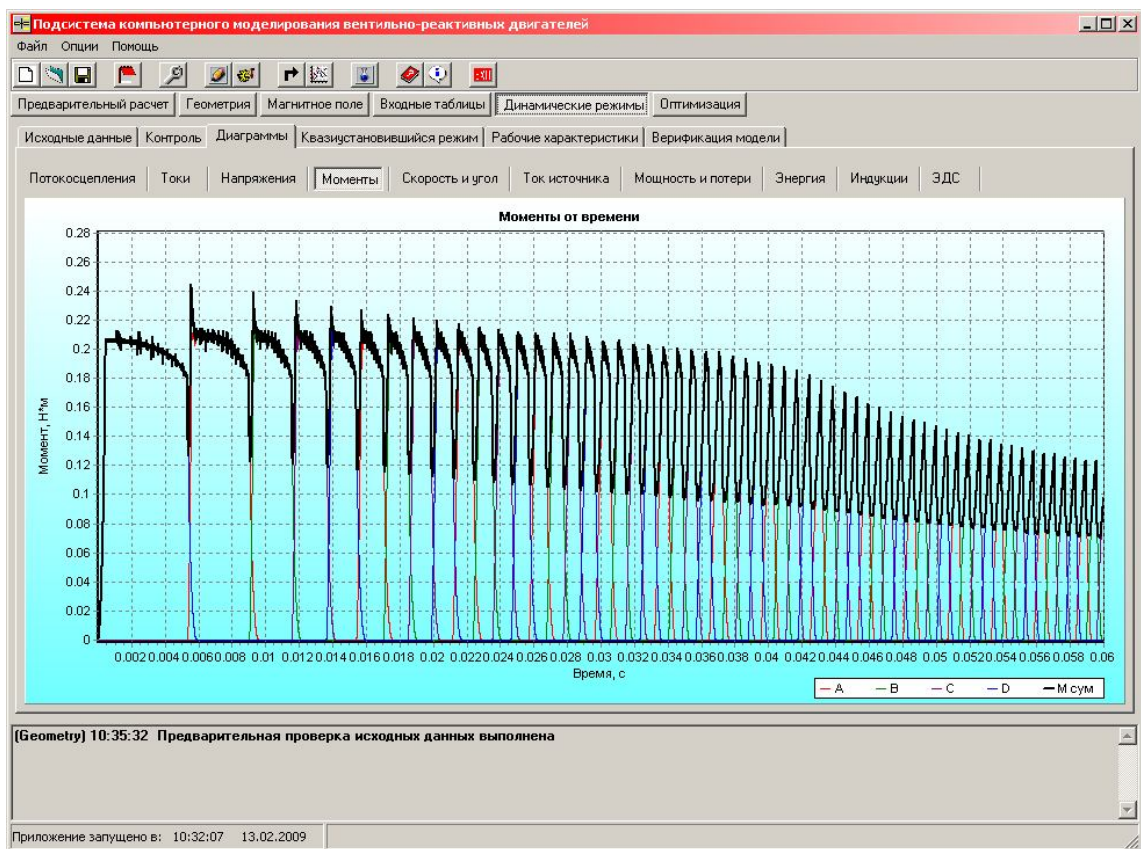 Подсистема компьютерного моделирования вентильно-реактивных двигателей
Файл Опции Помощь
EXIT
Предварительный расчет Геометрия Магнитное поле Входные таблицы Динамические режимы Оптимизация
Исходные данные Контроль Диаграммы Квазиустановившийся режим Рабочие характеристики Верификация модели
Потокосцепления Токи Напряжения Моменты Скорость и угол Ток источника Мощность и потери Энергия Индукции ЭДС
Моменты от времени
0.28
0.26
0.24
0.22
0.2
0.18
0.16
0.14
0.12
0.1
0.08
0.06
0.04
0.02
0
Момент, Н*м
0.002 0.004 0.006 0.008 0.01 0.012 0.014 0.016 0.018 0.02 0.022 0.024 0.026 0.028 0.03 0.032 0.034 0.036 0.038 0.04 0.042 0.044 0.046 0.048 0.05 0.052 0.054 0.056 0.058 0.06
Время, с
A B C D М сум
(Geometry) 10:35:32 Предварительная проверка исходных данных выполнена
Приложение запущено в: 10:32:07 13.02.2009